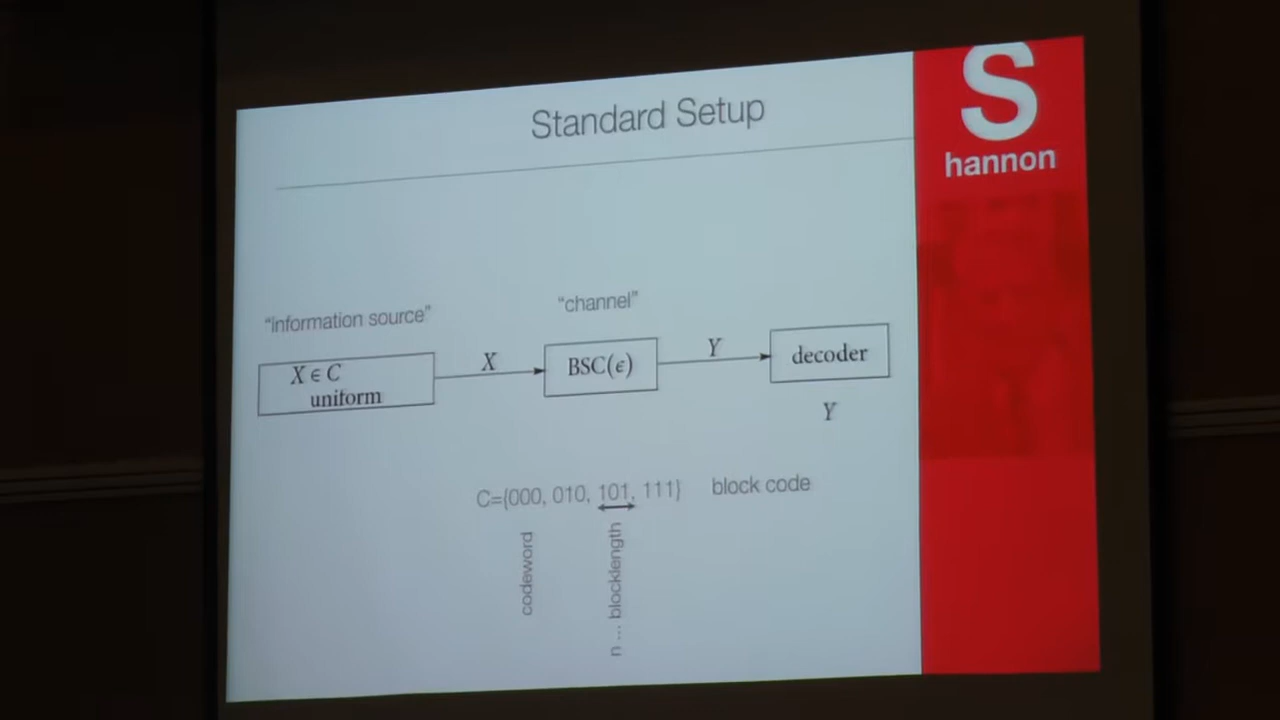 Standard Setup
S
hannon
"information source"
"channel"
X ∈ C
uniform
X
BSC(ϵ)
Y
decoder
Y
C={000, 010, 101, 111} block code
codeword
n ... blocklength